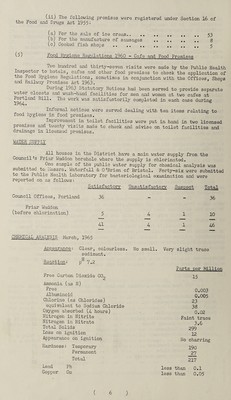 (ii) The following premises were registered under Section 16 of
the Food and Drugs Act 1955:
(a) For the sale of ice cream.. .. .. .. .. 53
(b) For the manufacture of sausages .. .. .. 8
(c) Cooked fish shops .. .. .. .. .. 5
(5) Food Hygiene Regulations 1960 - Cafe and Food Premises
Two hundred and thirty-seven visits were made by the Public Health
Inspector to hotels, cafes and other food premises to check the application of
the Food Hygiene Regulations, sometimes in conjunction with the Offices, Shops
and Railway Premises Act 1963.
During 1963 Statutory Notices had been served to provide separate
water closets and wash-hand facilities for men and women at two cafes at
Portland Bill. The work was satisfactorily completed in each case during
1964.
Informal notices were served dealing with two items relating to
food hygiene in food premises.
Improvement in toilet facilities were put in hand in two licensed
premises and twenty visits made to check and advise on toilet facilities and
drainage in licensed premises.
WATER SUPPLY
All houses in the District have a main water supply from the
Council's Friar Waddon borehole where the supply is chlorinated.
One sample of the public water supply for chemical analysis was
submitted to Messrs. Waterfall & O'Brien of Bristol. Forty-six were submitted
to the Public Health Laboratory for bacteriological examination and were
reported on as follows:
Satisfactory Unsatisfactory Suspect Total
Council Offices, Portland 36 - - 36
Friar Waddon
(before chlorination) 5 4 1 10
41 4 1 46
CHEMICAL ANALYSIS March, 1965
Appearance: Clear, colourless. No smell. Very slight trace
sediment.
Reaction: pH 7.2
Parts per Million
Free Carbon Dioxide CO2 15
Ammonia (as N)
Free 0.003
Albuminoid 0.005
Chlorine (as Chlorides) 23
equivalent to Sodium Chloride 38
Oxygen absorbed (4 hours) 0.02
Nitrogen in Nitrite Faint trace
Nitrogen in Nitrate 3.6
Total Solids 299
Loss on ignition 12
Appearance on ignition No charring
Hardness: Temporary 190
Permanent 27
Total 217
Lead Pb less than 0.1
Copper Cu less than 0.05
( 6 )